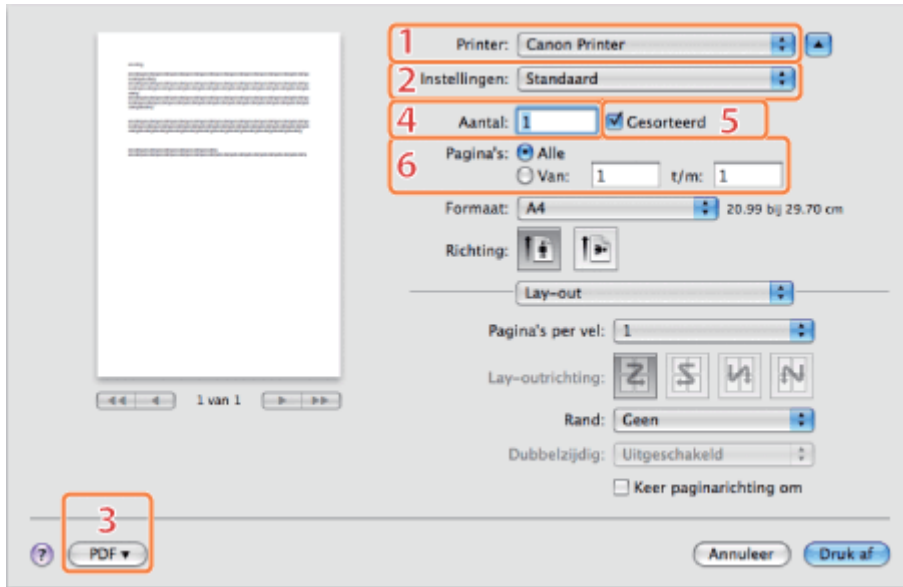 1 Printer: Canon Printer
2 Instellingen: Standaard
4 Aantal: 1 Gesorteerd 5
6 Pagina's: Alle
Van: 1 t/m: 1
Formaat: A4 20.99 bij 29.70 cm
Richting:
Lay-out
Pagina's per vel: 1
Lay-outrichting:
1 van 1
Rand: Geen
Dubbelzijdig: Uitgeschakeld
Keer paginarichting om
3
? PDF Annuleer Druk af